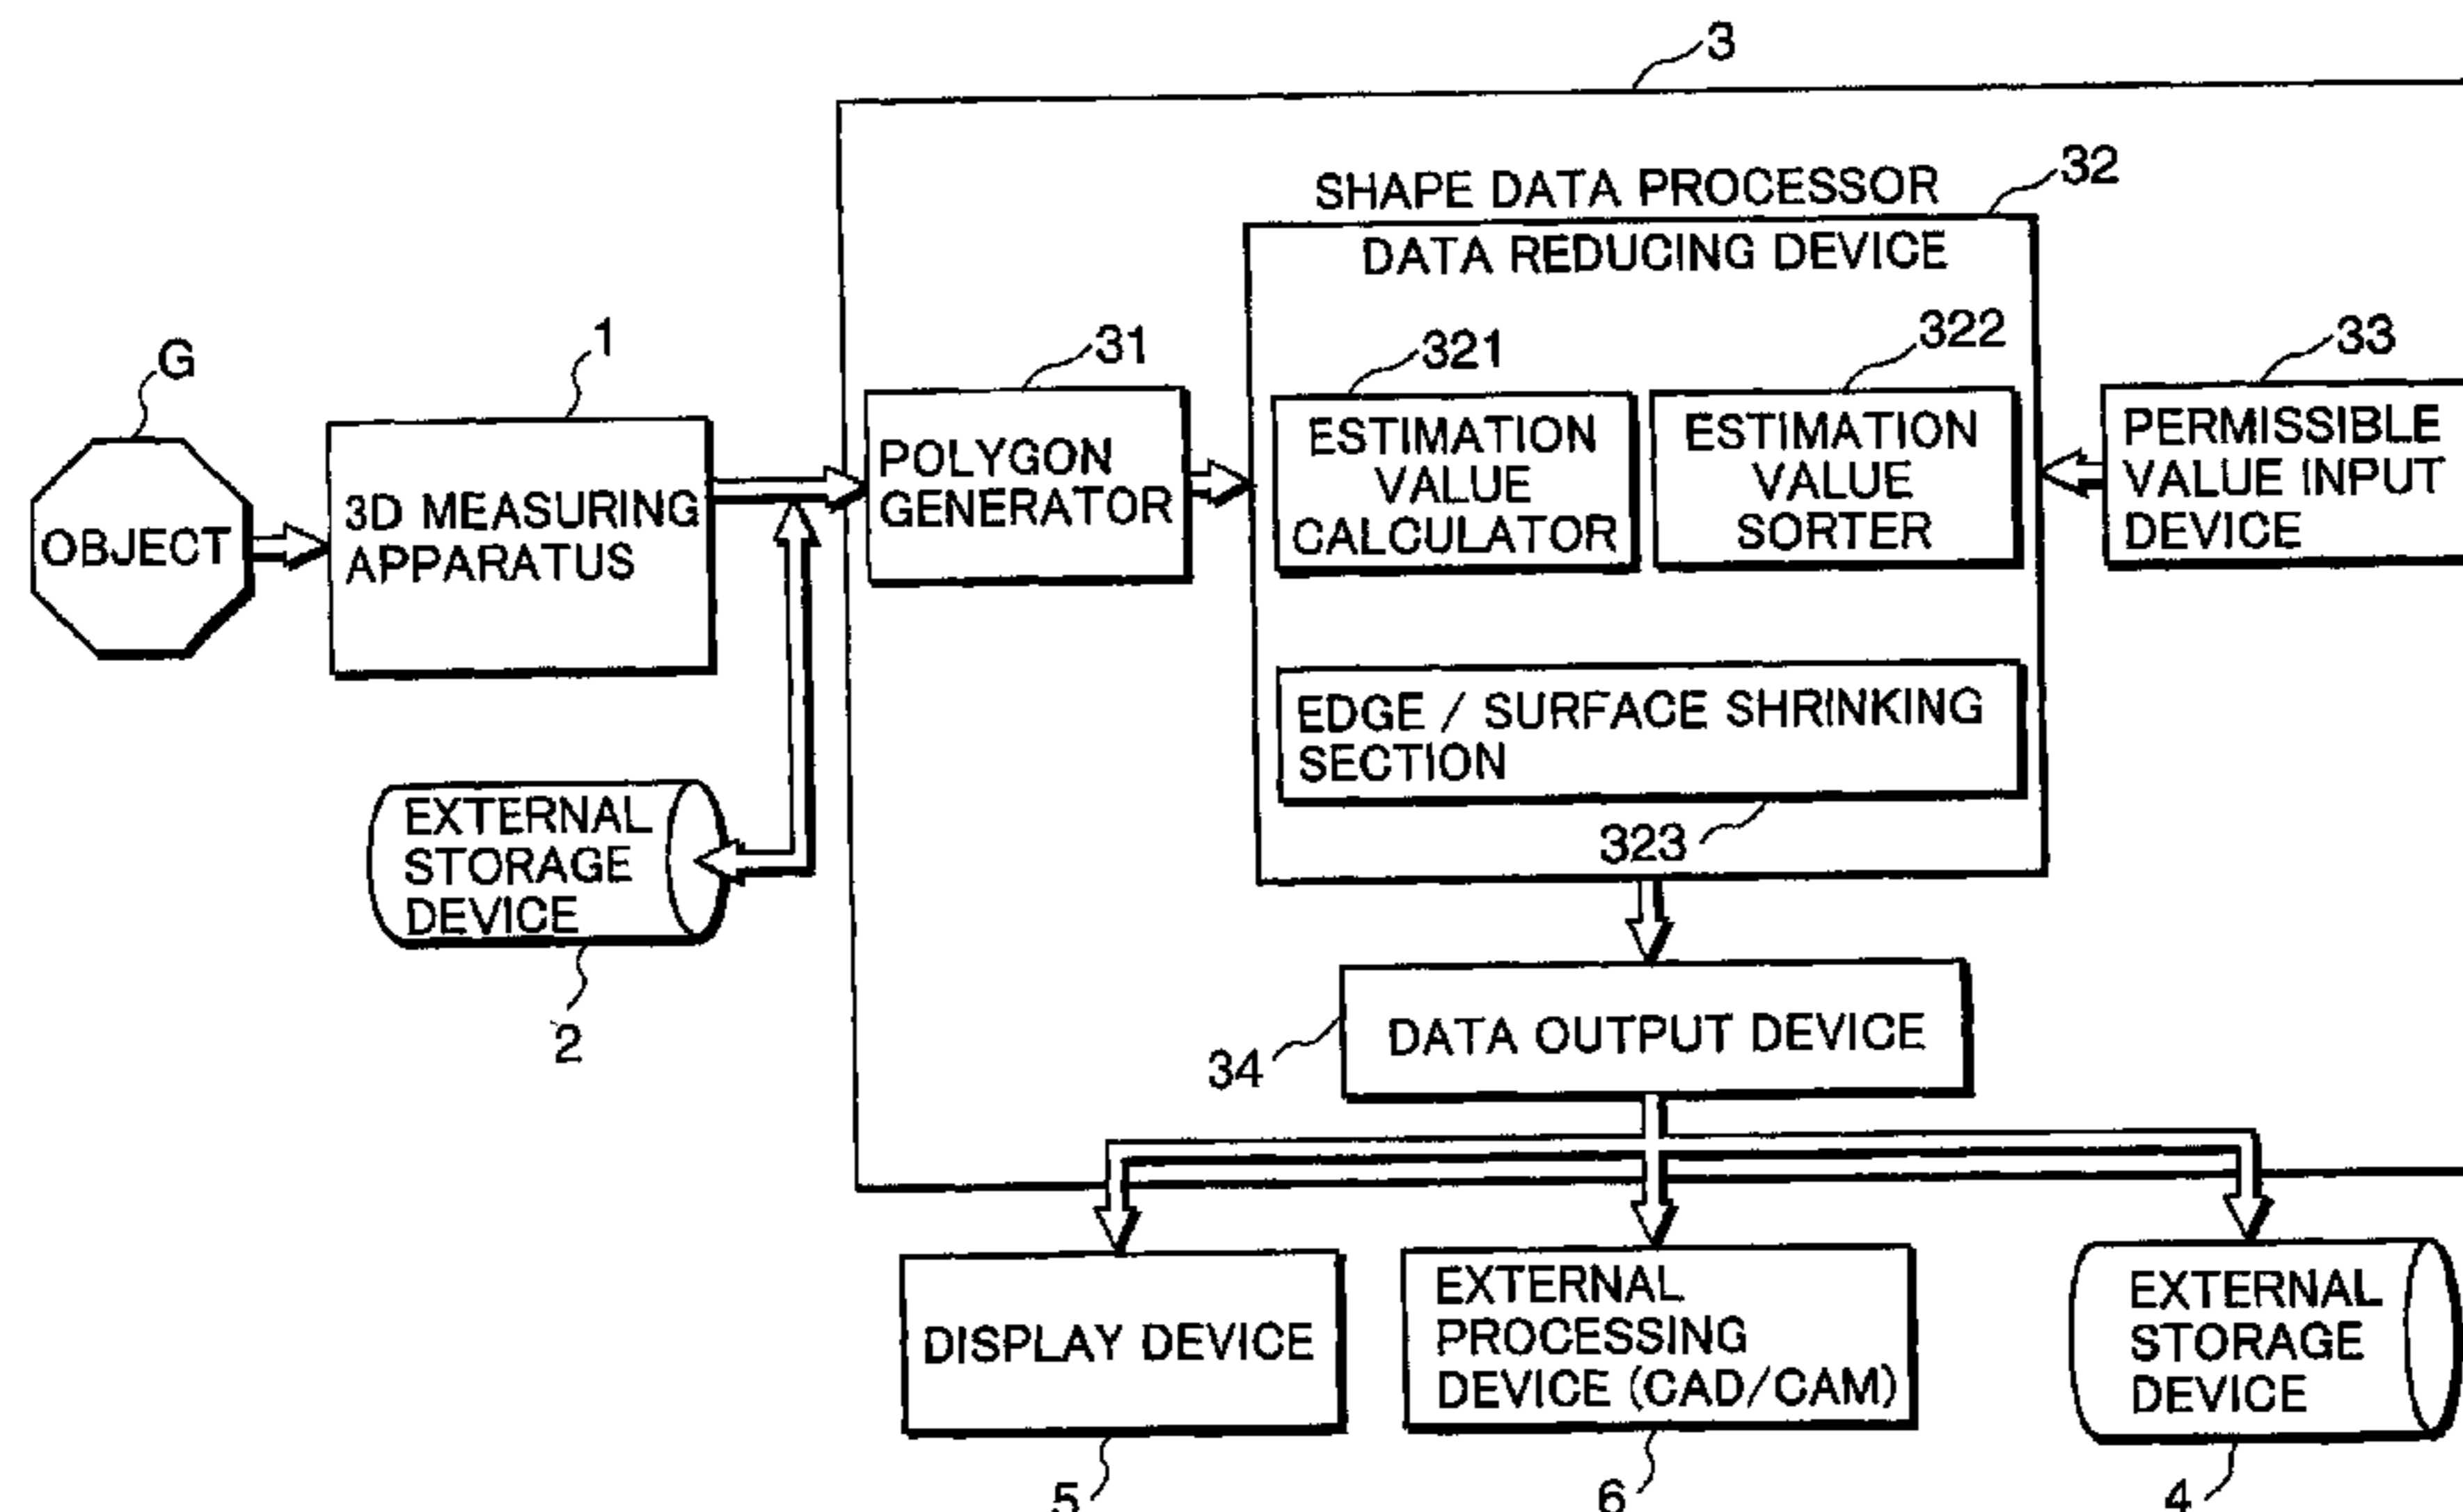 3
SHAPE DATA PROCESSOR
32
DATA REDUCING DEVICE
G
1
31
321
322
33
OBJECT
3D MEASURING
APPARATUS
POLYGON
GENERATOR
ESTIMATION
VALUE
CALCULATOR
ESTIMATION
VALUE
SORTER
PERMISSIBLE
VALUE INPUT
DEVICE
EDGE / SURFACE SHRINKING
SECTION
323
EXTERNAL
STORAGE
DEVICE
2
DATA OUTPUT DEVICE
34
DISPLAY DEVICE
5
EXTERNAL
PROCESSING
DEVICE (CAD/CAM)
6
EXTERNAL
STORAGE
DEVICE
4